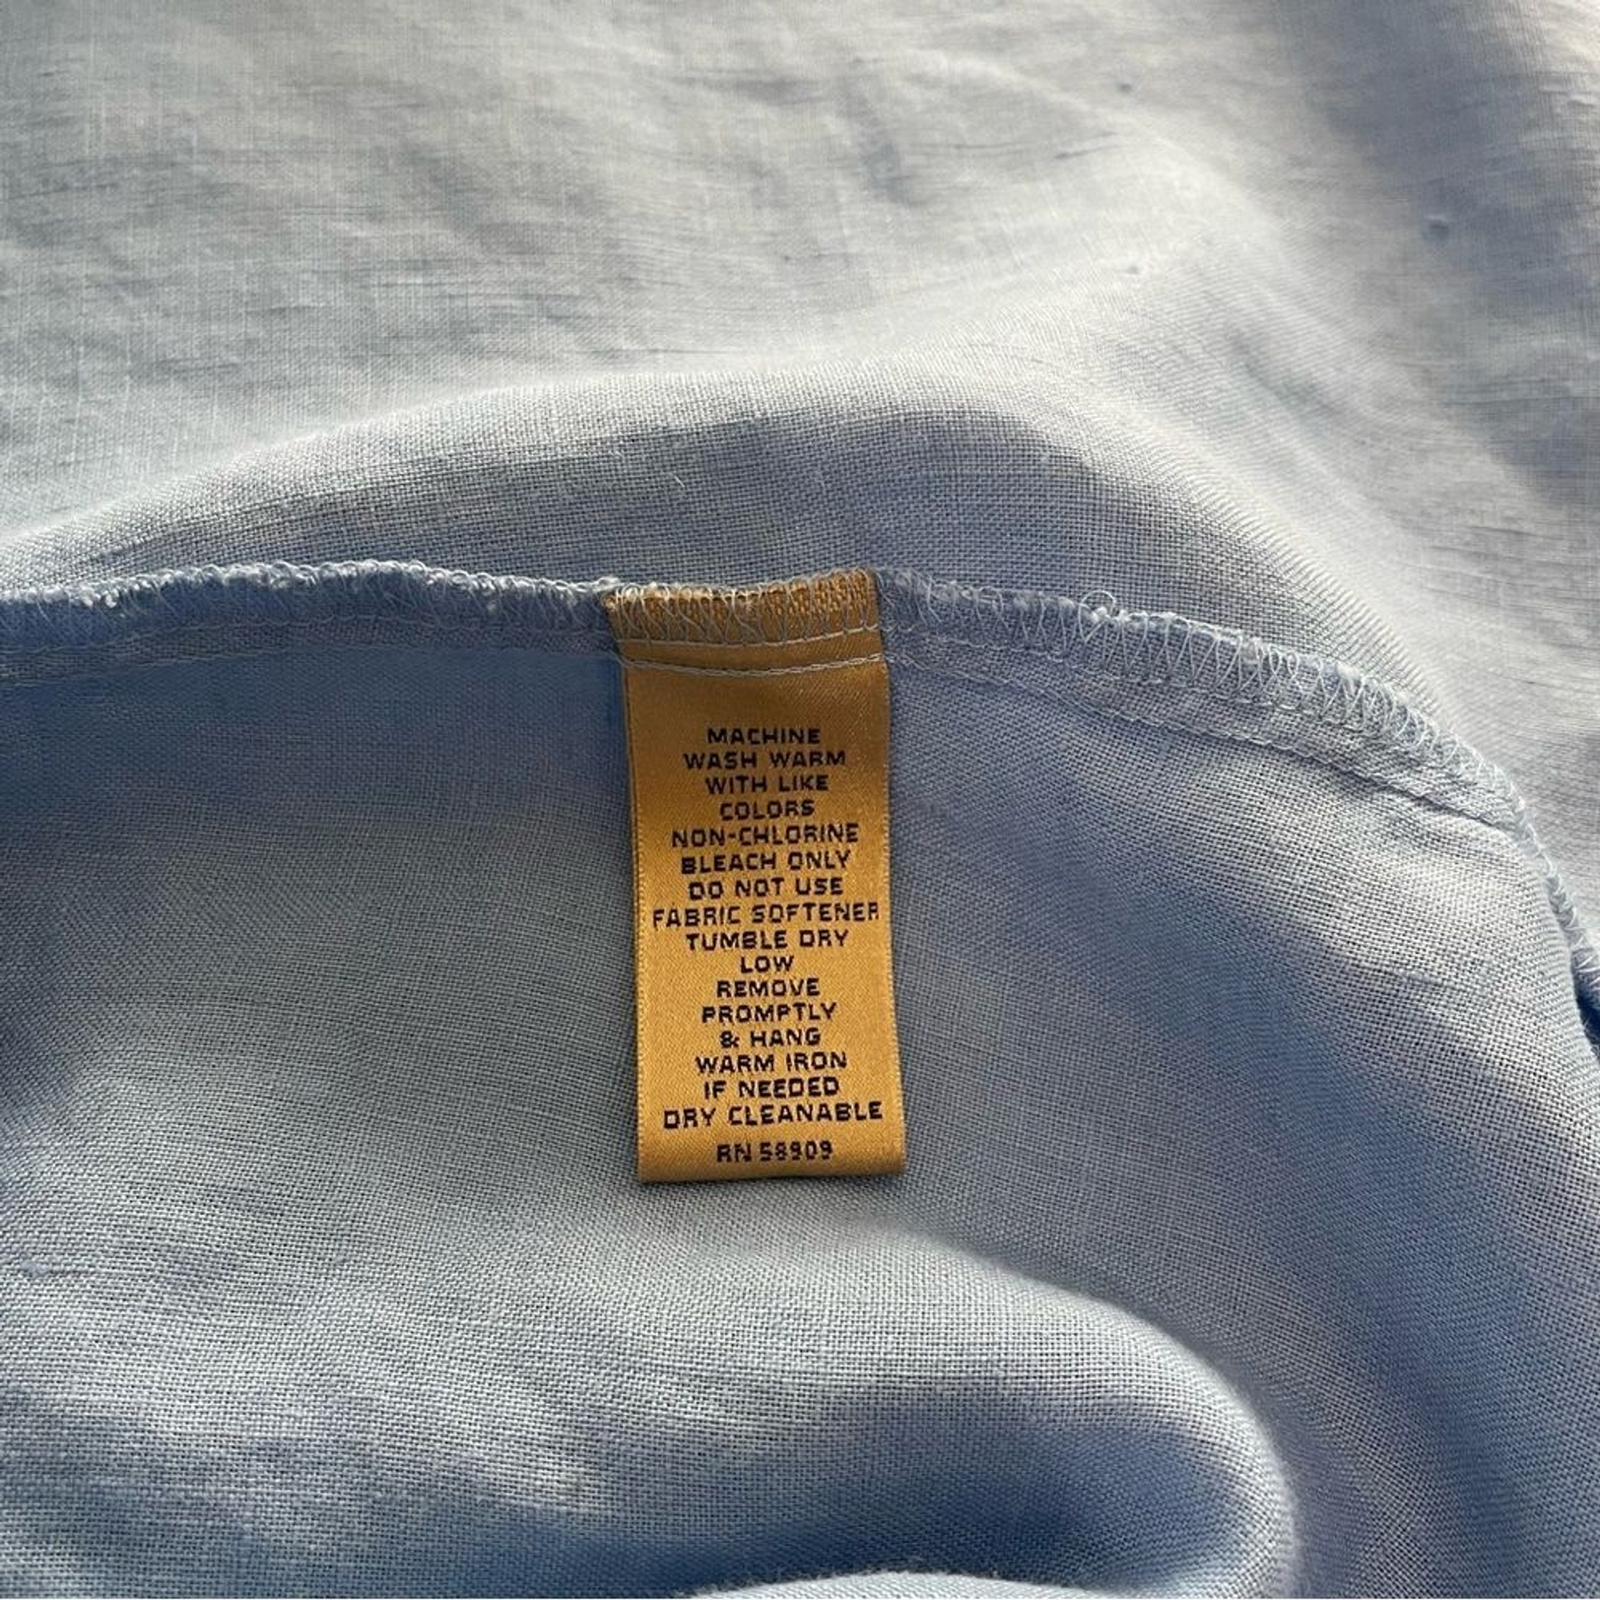 MACHINE
WASH WARM
WITH LIKE
COLORS
NON-CHLORINE
BLEACH ONLY
DO NOT USE
FABRIC SOFTENER
TUMBLE DRY
LOW
REMOVE
PROMPTLY
& HANG
WARM IRON
IF NEEDED
DRY CLEANABLE
RN 58909